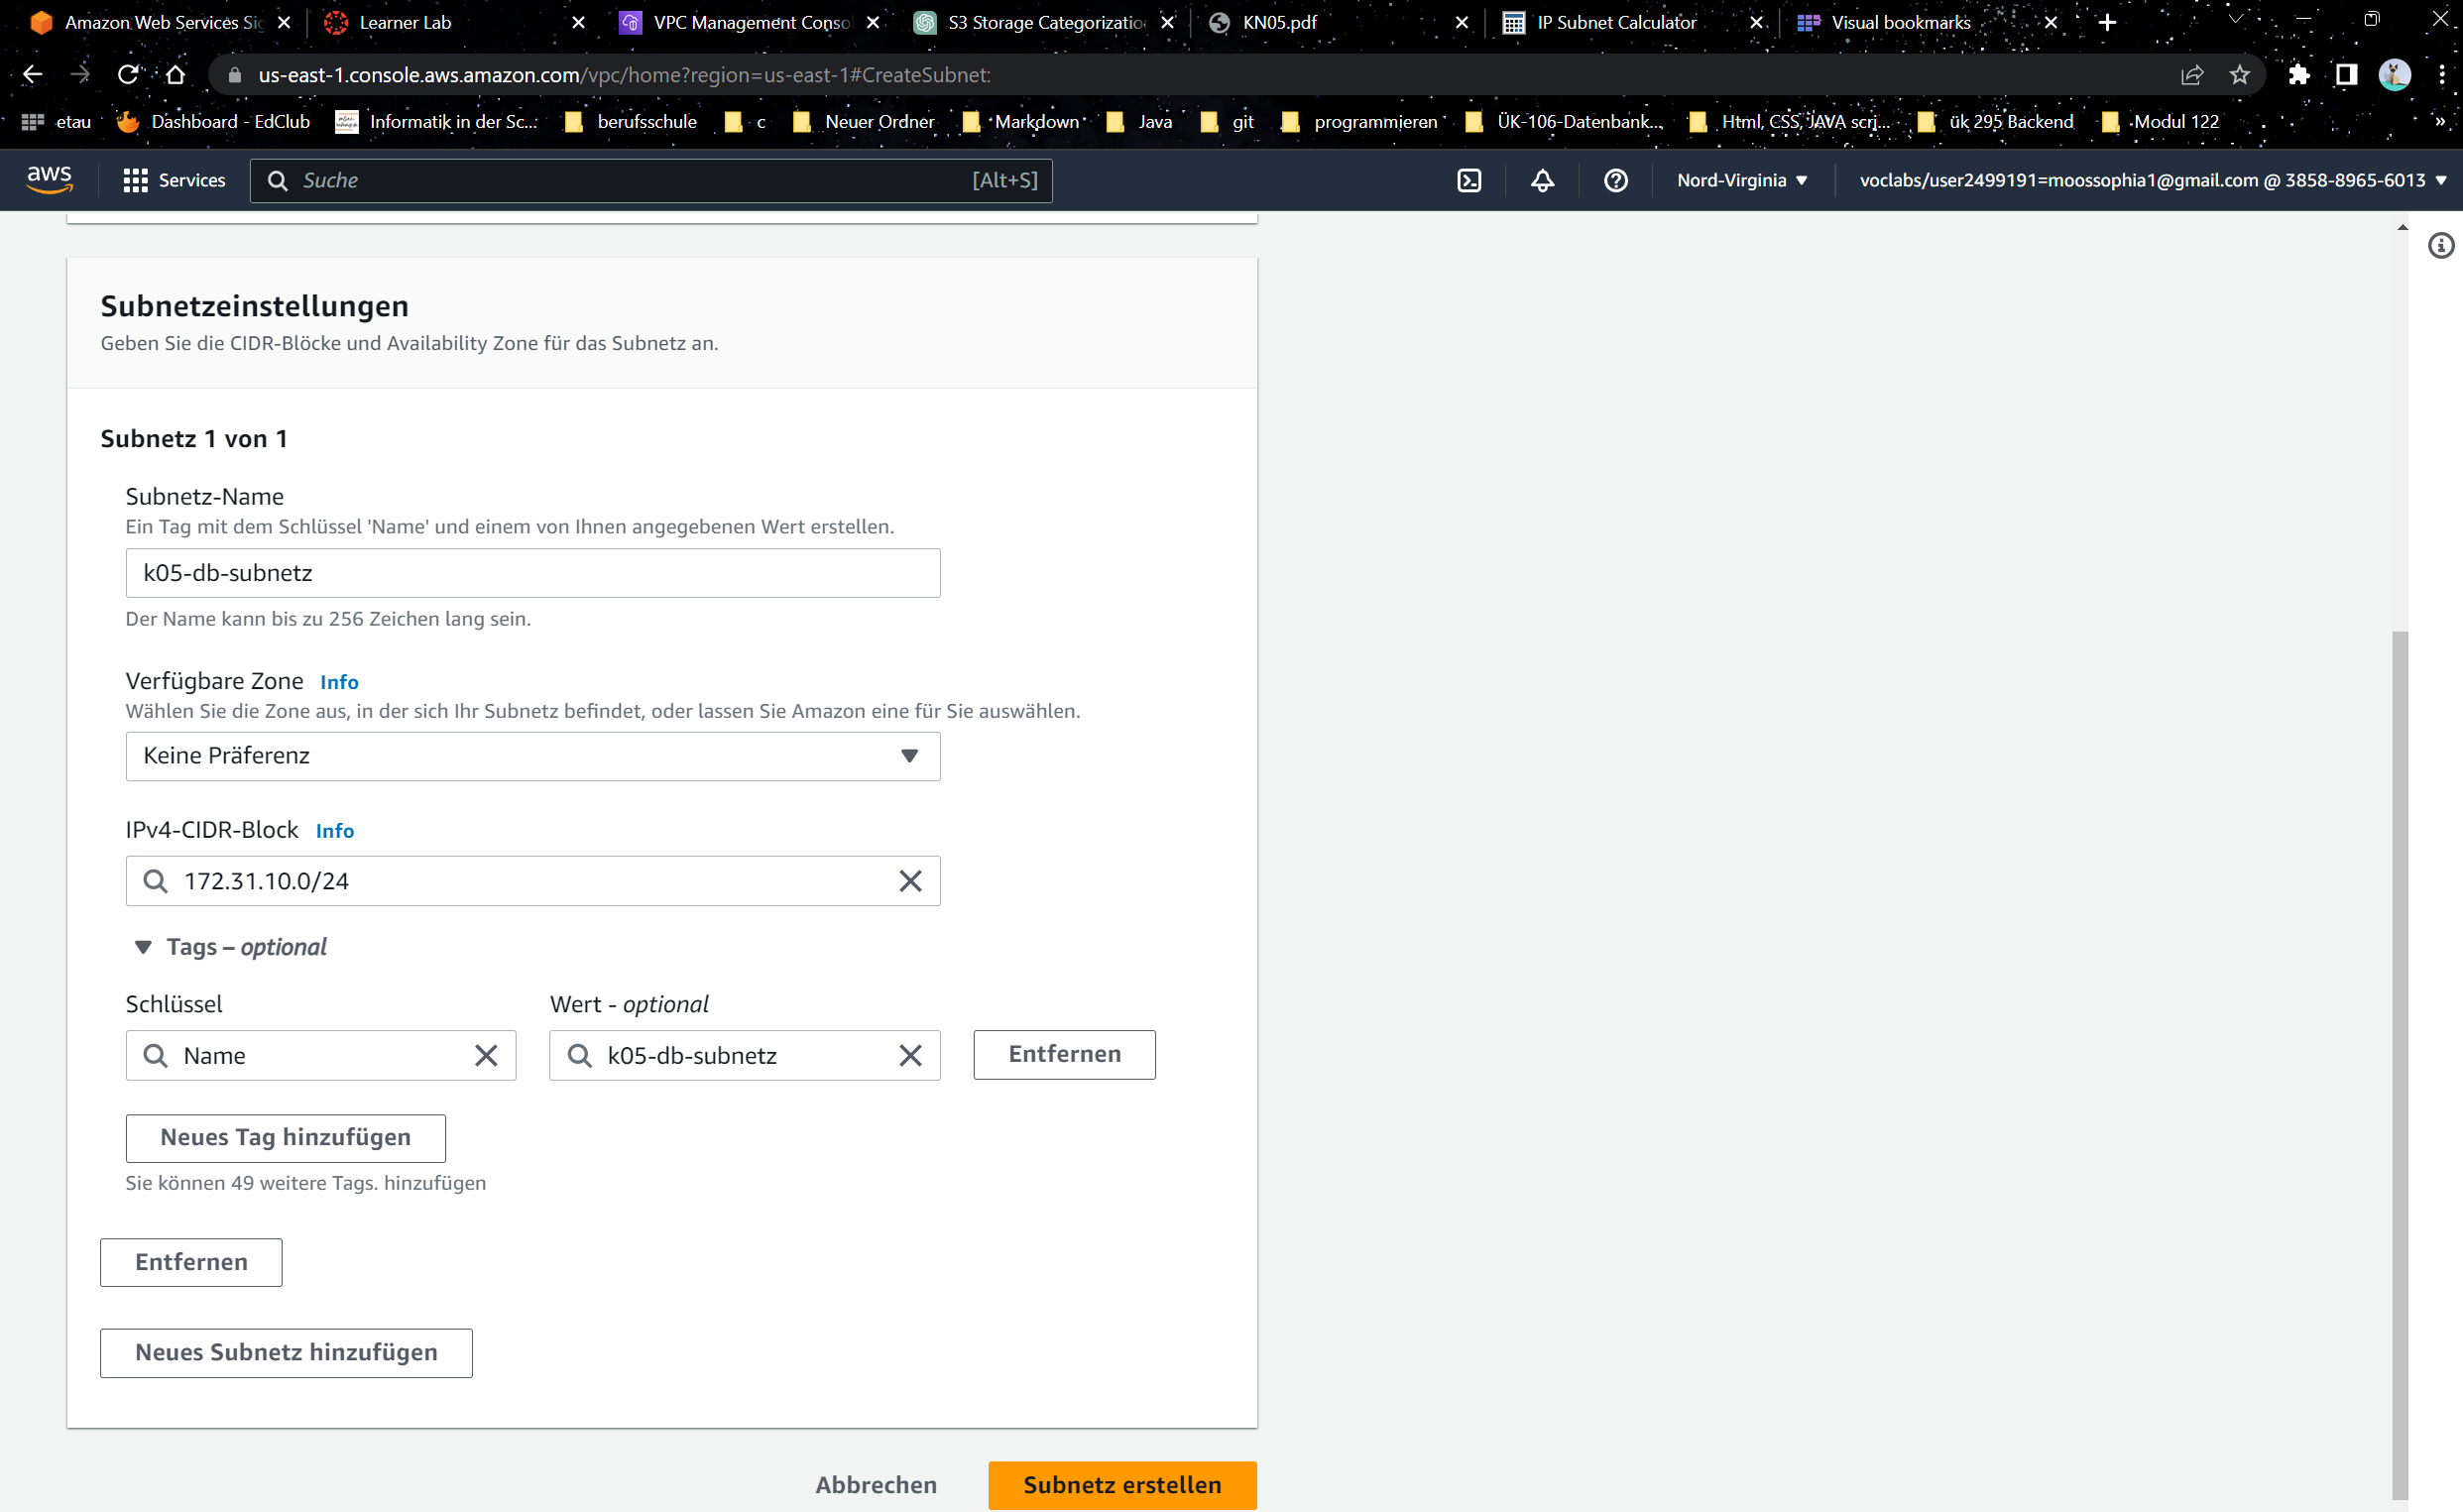 Amazon Web Services Sig
Learner Lab
VPC Management Consol
S3 Storage Categorizatio
KN05.pdf
IP Subnet Calculator
Visual bookmarks
us-east-1.console.aws.amazon.com/vpc/home?region=us-east-1#CreateSubnet:
etau
Dashboard - EdClub
Informatik in der Sc...
berufsschule
c
Neuer Ordner
Markdown
Java
git
programmieren
ÜK-106-Datenbank...
Html, CSS, JAVA scri...
ük 295 Backend
Modul 122
»
aws
Services
Suche
[Alt+S]
Nord-Virginia
voclabs/user2499191=moossophia1@gmail.com @ 3858-8965-6013
Subnetzeinstellungen
Geben Sie die CIDR-Blöcke und Availability Zone für das Subnetz an.
Subnetz 1 von 1
Subnetz-Name
Ein Tag mit dem Schlüssel 'Name' und einem von Ihnen angegebenen Wert erstellen.
k05-db-subnetz
Der Name kann bis zu 256 Zeichen lang sein.
Verfügbare Zone Info
Wählen Sie die Zone aus, in der sich Ihr Subnetz befindet, oder lassen Sie Amazon eine für Sie auswählen.
Keine Präferenz
IPv4-CIDR-Block Info
172.31.10.0/24
Tags – optional
Schlüssel
Wert - optional
Name
k05-db-subnetz
Entfernen
Neues Tag hinzufügen
Sie können 49 weitere Tags. hinzufügen
Entfernen
Neues Subnetz hinzufügen
Abbrechen
Subnetz erstellen